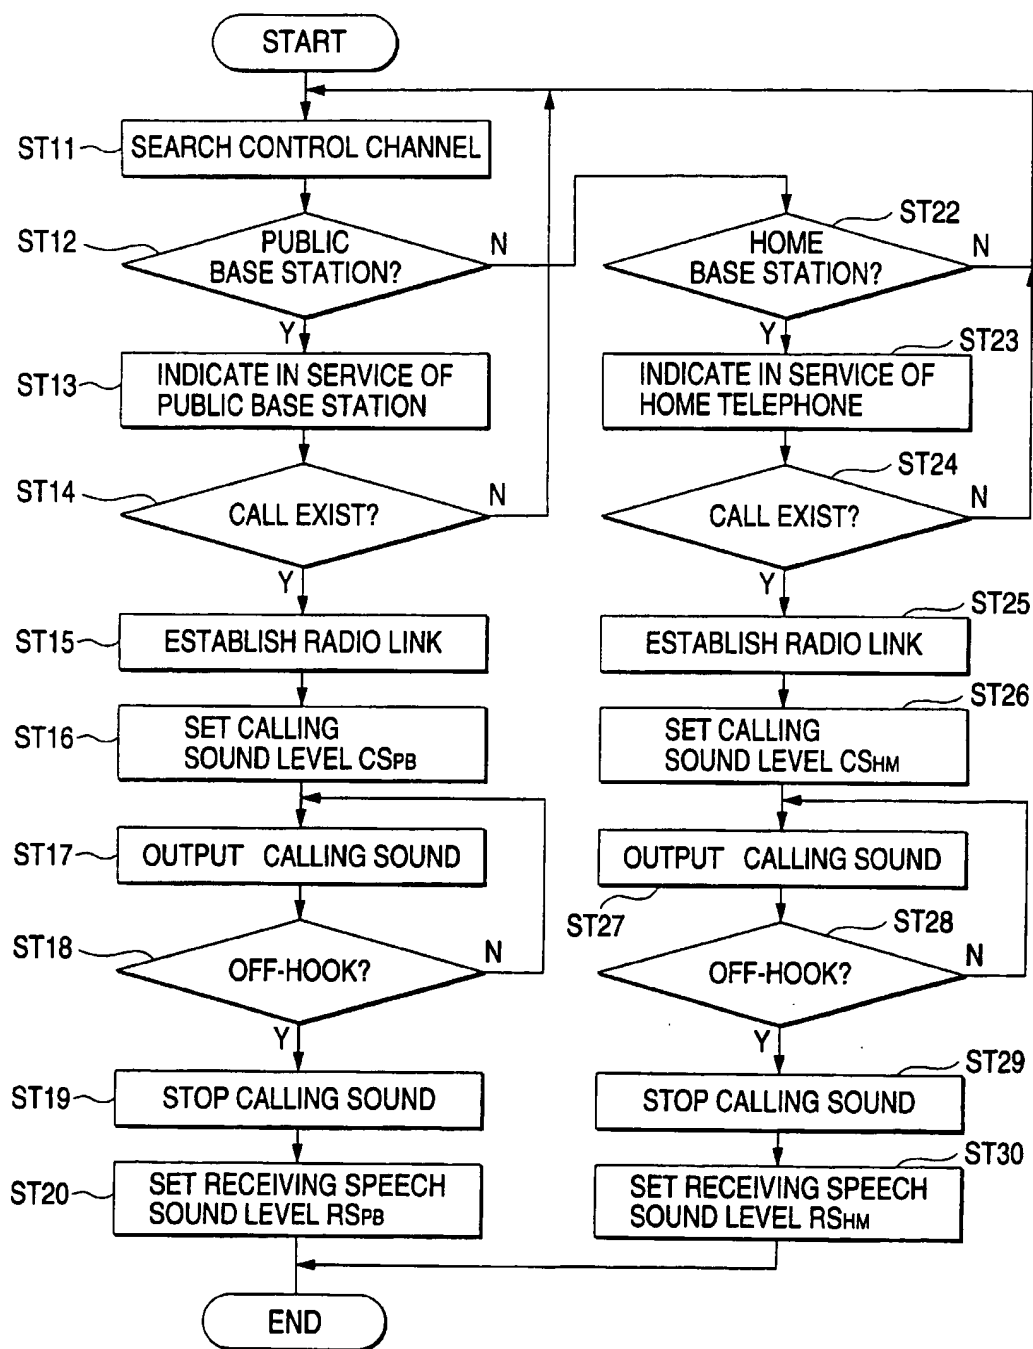 START
ST11
SEARCH CONTROL CHANNEL
ST12
PUBLIC
BASE STATION?
N
Y
ST22
HOME
BASE STATION?
N
Y
ST13
INDICATE IN SERVICE OF
PUBLIC BASE STATION
ST23
INDICATE IN SERVICE OF
HOME TELEPHONE
ST14
CALL EXIST?
N
Y
ST24
CALL EXIST?
N
Y
ST15
ESTABLISH RADIO LINK
ST25
ESTABLISH RADIO LINK
ST16
SET CALLING
SOUND LEVEL CSPB
ST26
SET CALLING
SOUND LEVEL CSHM
ST17
OUTPUT CALLING SOUND
OUTPUT CALLING SOUND
ST27
ST18
OFF-HOOK?
N
Y
ST28
OFF-HOOK?
N
Y
ST19
STOP CALLING SOUND
ST29
STOP CALLING SOUND
ST20
SET RECEIVING SPEECH
SOUND LEVEL RSPB
ST30
SET RECEIVING SPEECH
SOUND LEVEL RSHM
END